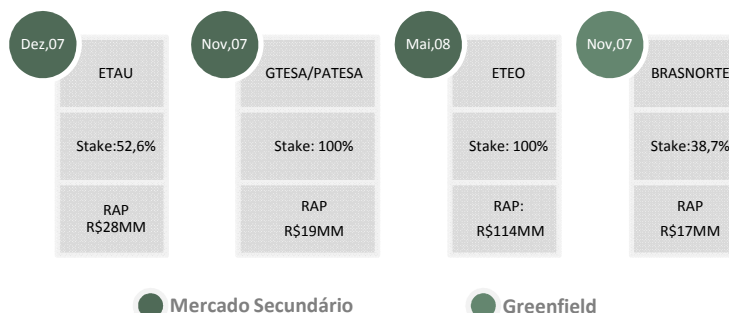 Dez,07
ETAU
Stake:52,6%
RAP
R$28MM
Nov,07
GTESA/PATESA
Stake: 100%
RAP
R$19MM
Mai,08
ETEO
Stake: 100%
RAP:
R$114MM
Nov,07
BRASNORTE
Stake:38,7%
RAP
R$17MM
Mercado Secundário
Greenfield